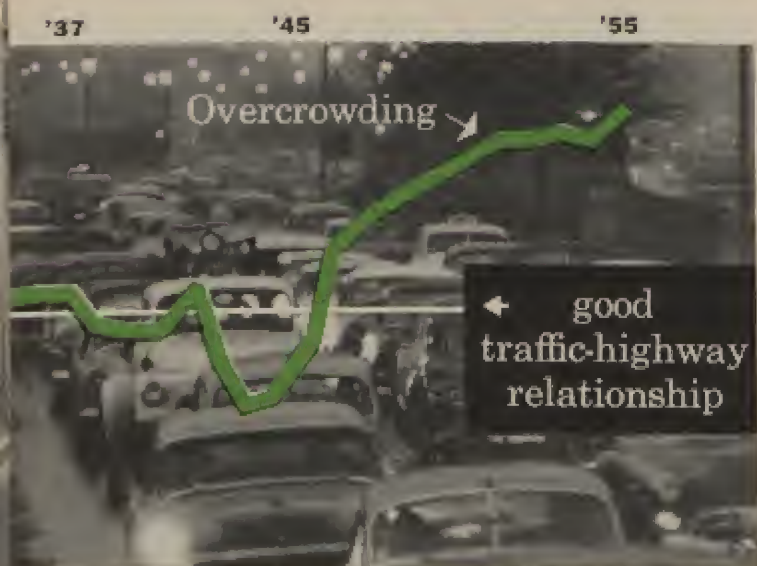 '37 '45 '55
Overcrowding
good
traffic-highway
relationship